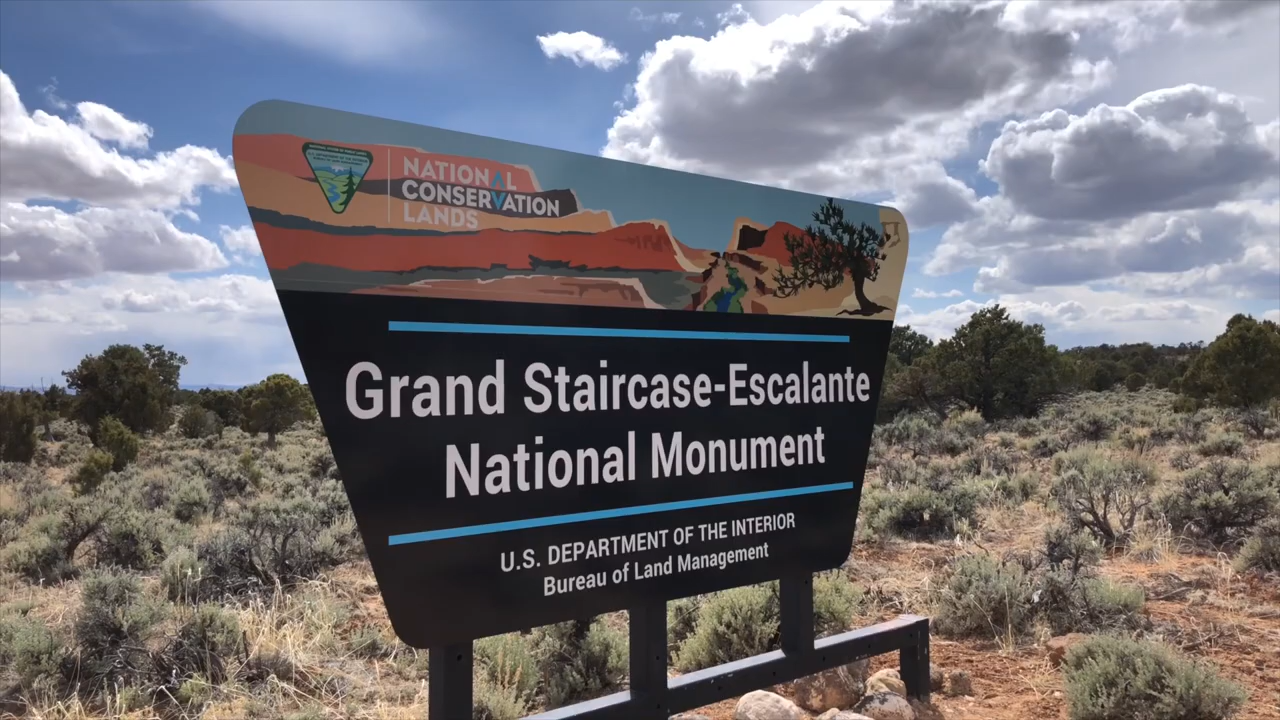 NATIONAL
CONSERVATION
LANDS
Grand Staircase-Escalante
National Monument
U.S. DEPARTMENT OF THE INTERIOR
Bureau of Land Management